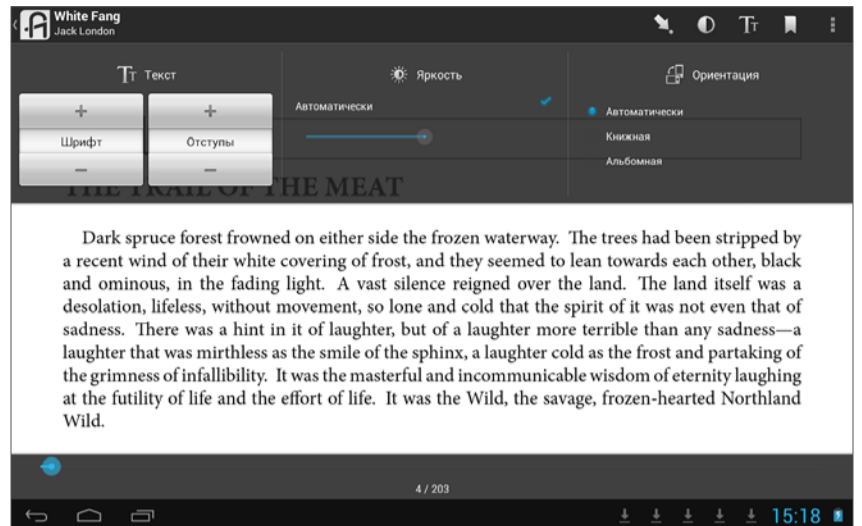 White Fang
Jack London
Tт
Tт Текст
Яркость
Ориентация
+
+
Автоматически
Автоматически
Шрифт
Отступы
Книжная
−
−
Альбомная
THE TRAIL OF THE MEAT
Dark spruce forest frowned on either side the frozen waterway. The trees had been stripped by
a recent wind of their white covering of frost, and they seemed to lean towards each other, black
and ominous, in the fading light. A vast silence reigned over the land. The land itself was a
desolation, lifeless, without movement, so lone and cold that the spirit of it was not even that of
sadness. There was a hint in it of laughter, but of a laughter more terrible than any sadness—a
laughter that was mirthless as the smile of the sphinx, a laughter cold as the frost and partaking of
the grimness of infallibility. It was the masterful and incommunicable wisdom of eternity laughing
at the futility of life and the effort of life. It was the Wild, the savage, frozen-hearted Northland
Wild.
4 / 203
15:18